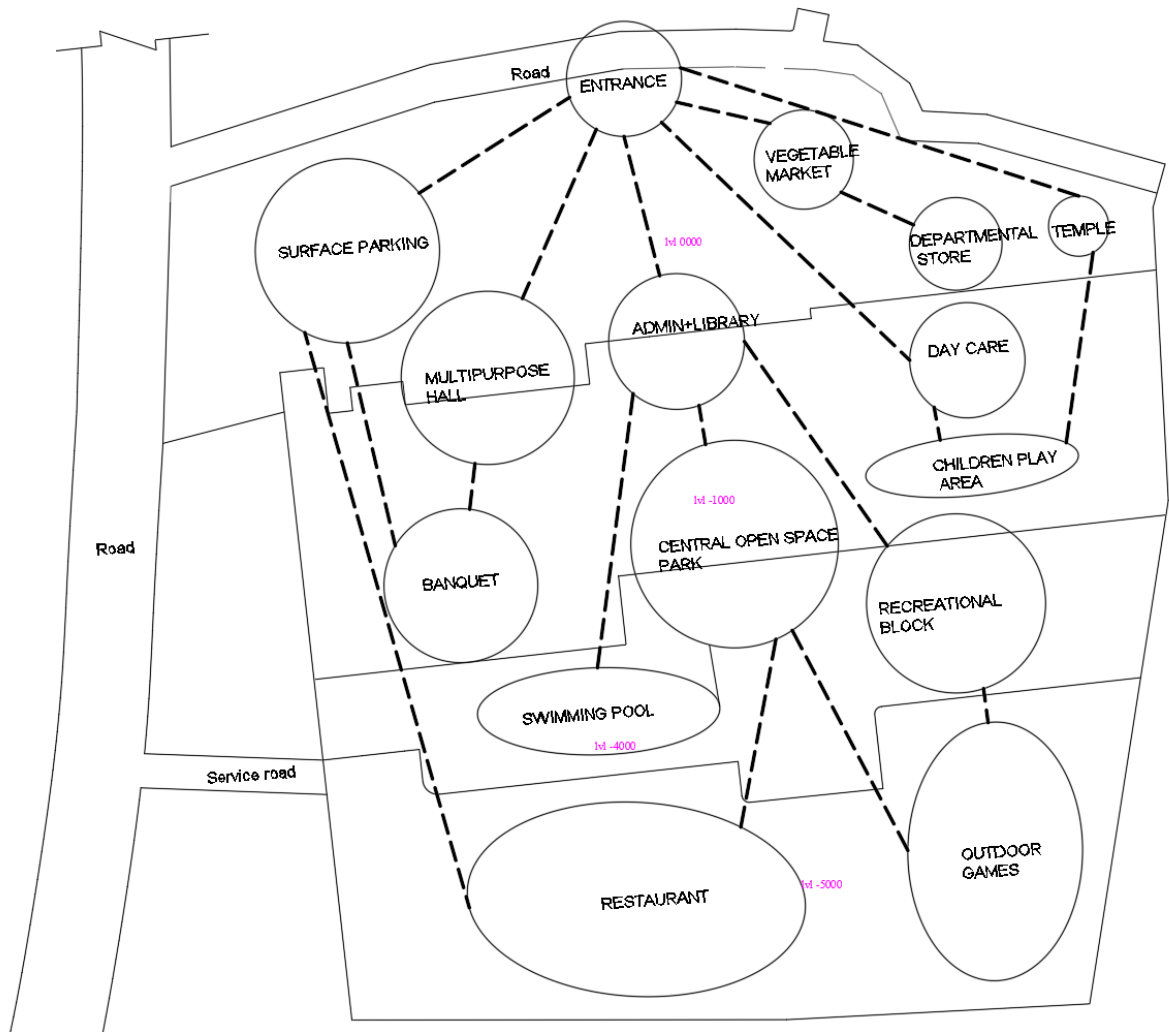 Road
ENTRANCE
VEGETABLE
MARKET
SURFACE PARKING
lvl 0000
DEPARTMENTAL
STORE
TEMPLE
ADMIN+LIBRARY
DAY CARE
MULTIPURPOSE
HALL
CHILDREN PLAY
AREA
lvl -1000
Road
CENTRAL OPEN SPACE
PARK
BANQUET
RECREATIONAL
BLOCK
SWIMMING POOL
lvl -4000
Service road
OUTDOOR
GAMES
lvl -5000
RESTAURANT